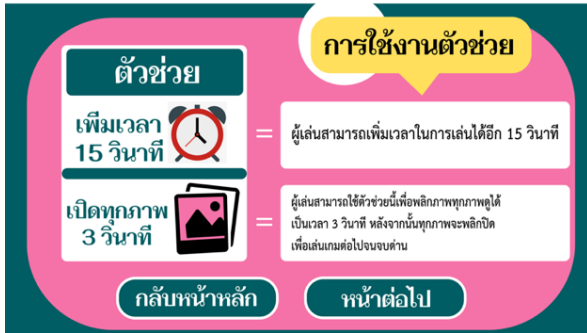 การใช้งานตัวช่วย
ตัวช่วย
เพิ่มเวลา
15 วินาที
=
ผู้เล่นสามารถเพิ่มเวลาในการเล่นได้อีก 15 วินาที
เปิดทุกภาพ
3 วินาที
=
ผู้เล่นสามารถใช้ตัวช่วยนี้เพื่อพลิกภาพทุกภาพดูได้
เป็นเวลา 3 วินาที หลังจากนั้นทุกภาพจะพลิกปิด
เพื่อเล่นเกมต่อไปจนจบด่าน
กลับหน้าหลัก
หน้าต่อไป